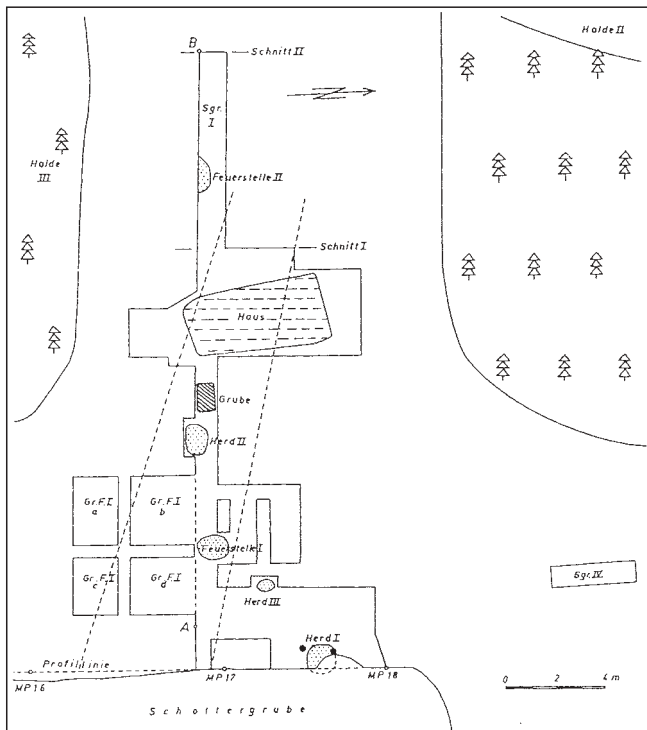 Holde II
B
Schnitt II
Sgr.
I
Holde
III
Feuerstelle II
Schnitt I
Haus
Grube
Herd II
Gr.F.I
a
Gr.F.I
b
Feuerstelle I
Gr.F.I
c
Gr.F.I
d
Sgr. IV
Herd III
A
Herd I
Profillinie
MP 16
MP 17
MP 18
0 2 4 m
Schottergrube